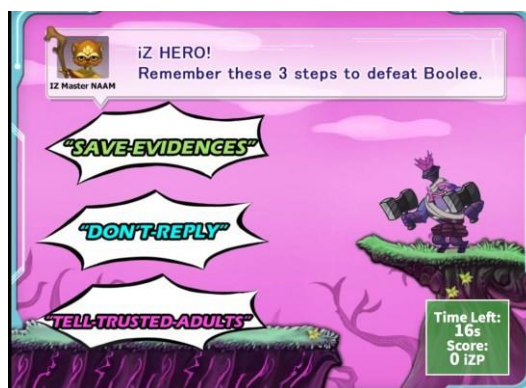 iZ HERO!
Remember these 3 steps to defeat Boolee.
IZ Master NAAM
"SAVE-EVIDENCES"
"DON'T-REPLY"
"TELL-TRUSTED-ADULTS"
Time Left:
16s
Score:
0 iZP